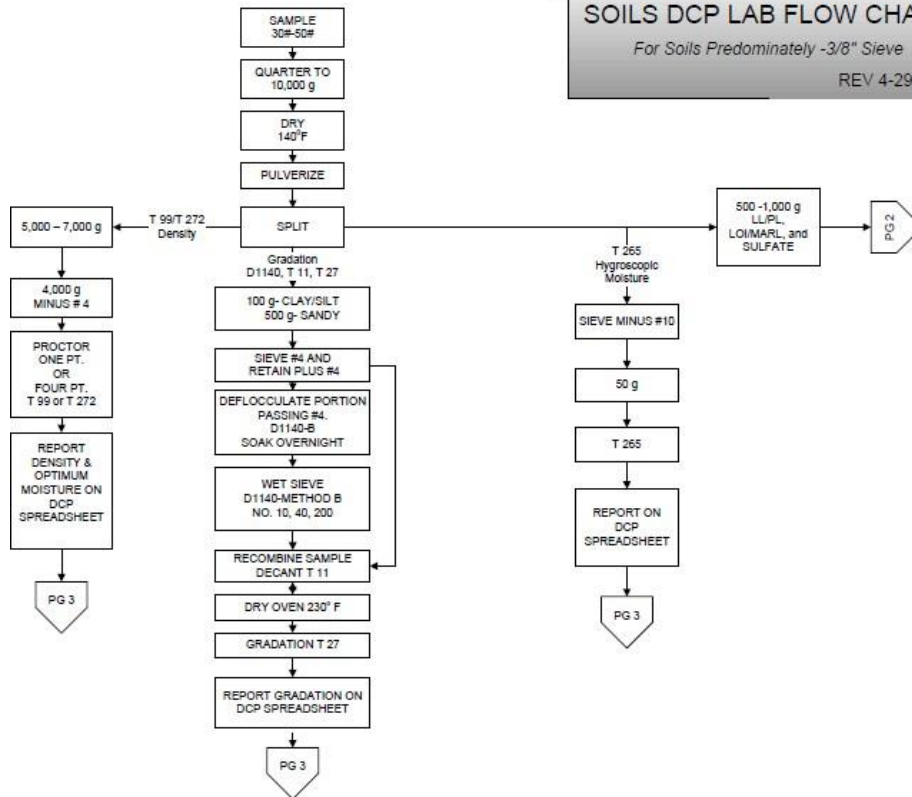 SOILS DCP LAB FLOW CHA
For Soils Predominately -3/8" Sieve
REV 4-29
SAMPLE
30#-50#
QUARTER TO
10,000 g
DRY
140°F
PULVERIZE
SPLIT
T 99/T 272
Density
5,000 – 7,000 g
4,000 g
MINUS # 4
PROCTOR
ONE PT.
OR
FOUR PT.
T 99 or T 272
REPORT
DENSITY &
OPTIMUM
MOISTURE ON
DCP
SPREADSHEET
PG 3
Gradation
D1140, T 11, T 27
100 g- CLAY/SILT
500 g- SANDY
SIEVE #4 AND
RETAIN PLUS #4
DEFLOCCULATE PORTION
PASSING #4.
D1140-B
SOAK OVERNIGHT
WET SIEVE
D1140-METHOD B
NO. 10, 40, 200
RECOMBINE SAMPLE
DECANT T 11
DRY OVEN 230° F
GRADATION T 27
REPORT GRADATION ON
DCP SPREADSHEET
PG 3
T 265
Hygroscopic
Moisture
SIEVE MINUS #10
50 g
T 265
REPORT ON
DCP
SPREADSHEET
PG 3
500 -1,000 g
LL/PL,
LOI/MARL, and
SULFATE
PG 2